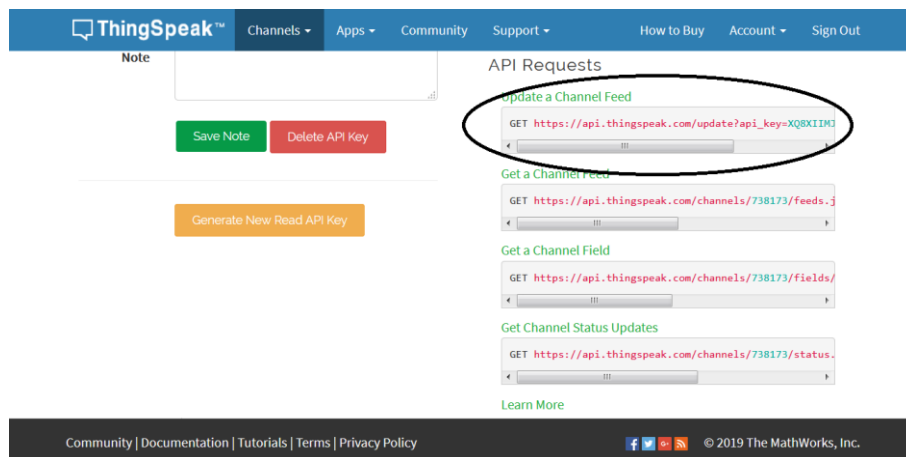 ThingSpeak™ Channels Apps Community Support How to Buy Account Sign Out
Note
Save Note Delete API Key
Generate New Read API Key
API Requests
Update a Channel Feed
GET https://api.thingspeak.com/update?api_key=XQ8XIIMJ
Get a Channel Feed
GET https://api.thingspeak.com/channels/738173/feeds.j
Get a Channel Field
GET https://api.thingspeak.com/channels/738173/fields/
Get Channel Status Updates
GET https://api.thingspeak.com/channels/738173/status.
Learn More
Community | Documentation | Tutorials | Terms | Privacy Policy © 2019 The MathWorks, Inc.